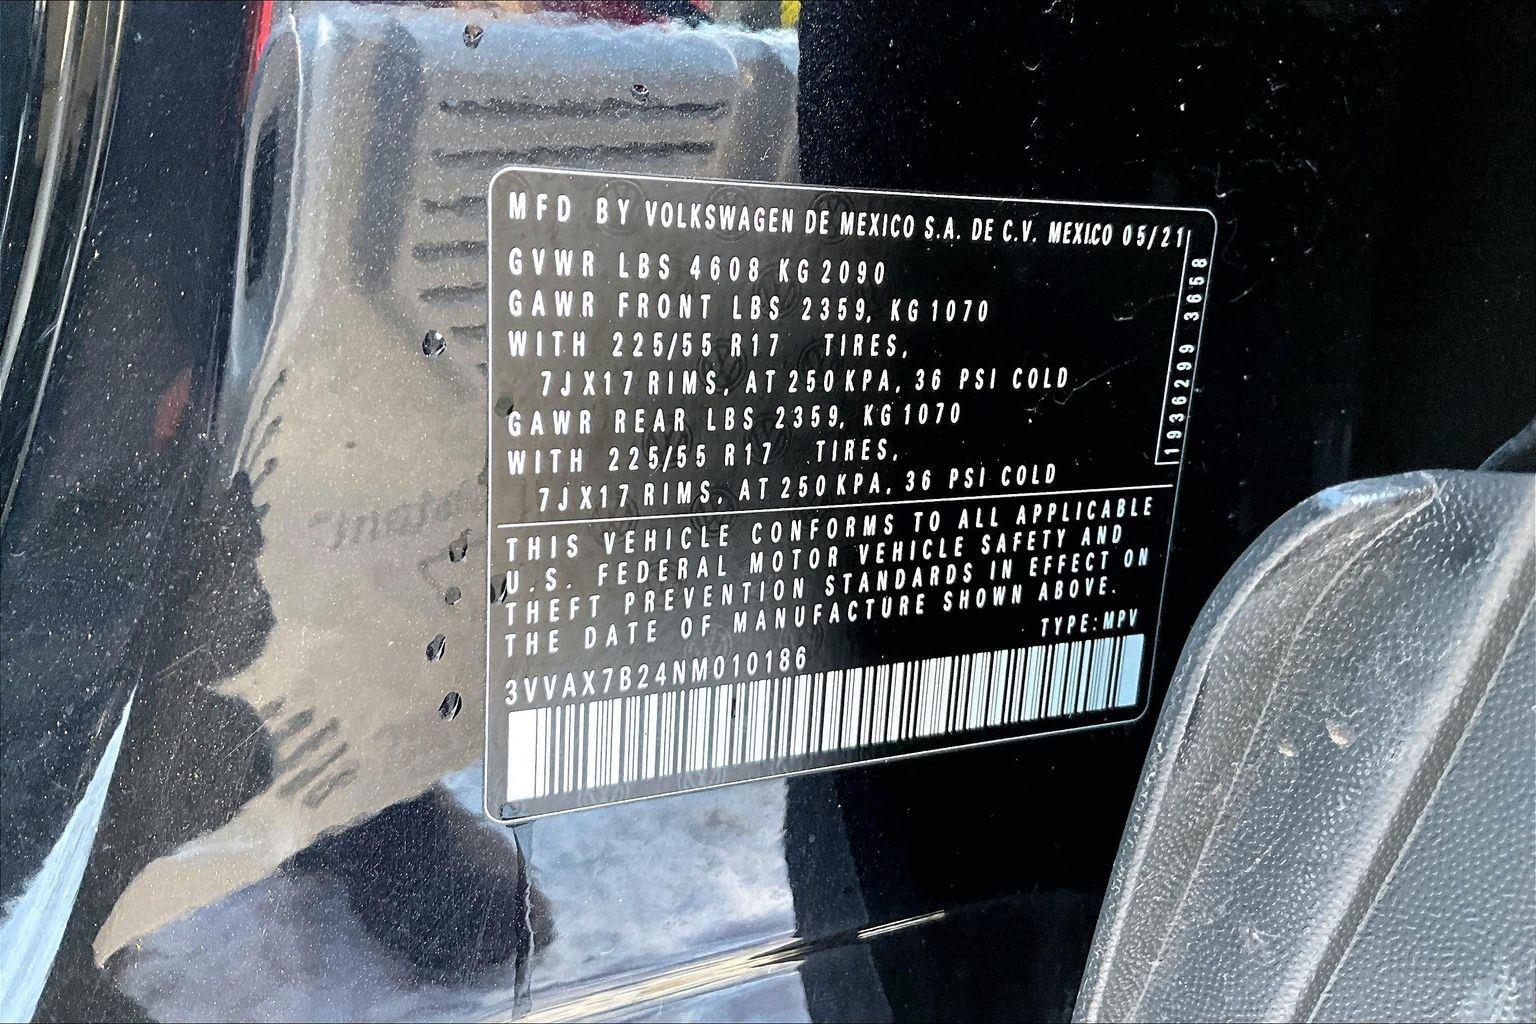 MFD BY VOLKSWAGEN DE MEXICO S.A. DE C.V. MEXICO 05/21
GVWR LBS 4608 KG 2090
GAWR FRONT LBS 2359, KG 1070
WITH 225/55 R17 TIRES,
7J X17 RIMS, AT 250 KPA, 36 PSI COLD
GAWR REAR LBS 2359, KG 1070
WITH 225/55 R17 TIRES,
7J X17 RIMS, AT 250 KPA, 36 PSI COLD
1936299 3658
THIS VEHICLE CONFORMS TO ALL APPLICABLE
U.S. FEDERAL MOTOR VEHICLE SAFETY AND
THEFT PREVENTION STANDARDS IN EFFECT ON
THE DATE OF MANUFACTURE SHOWN ABOVE.
TYPE: MPV
3VVAX7B24NM010186